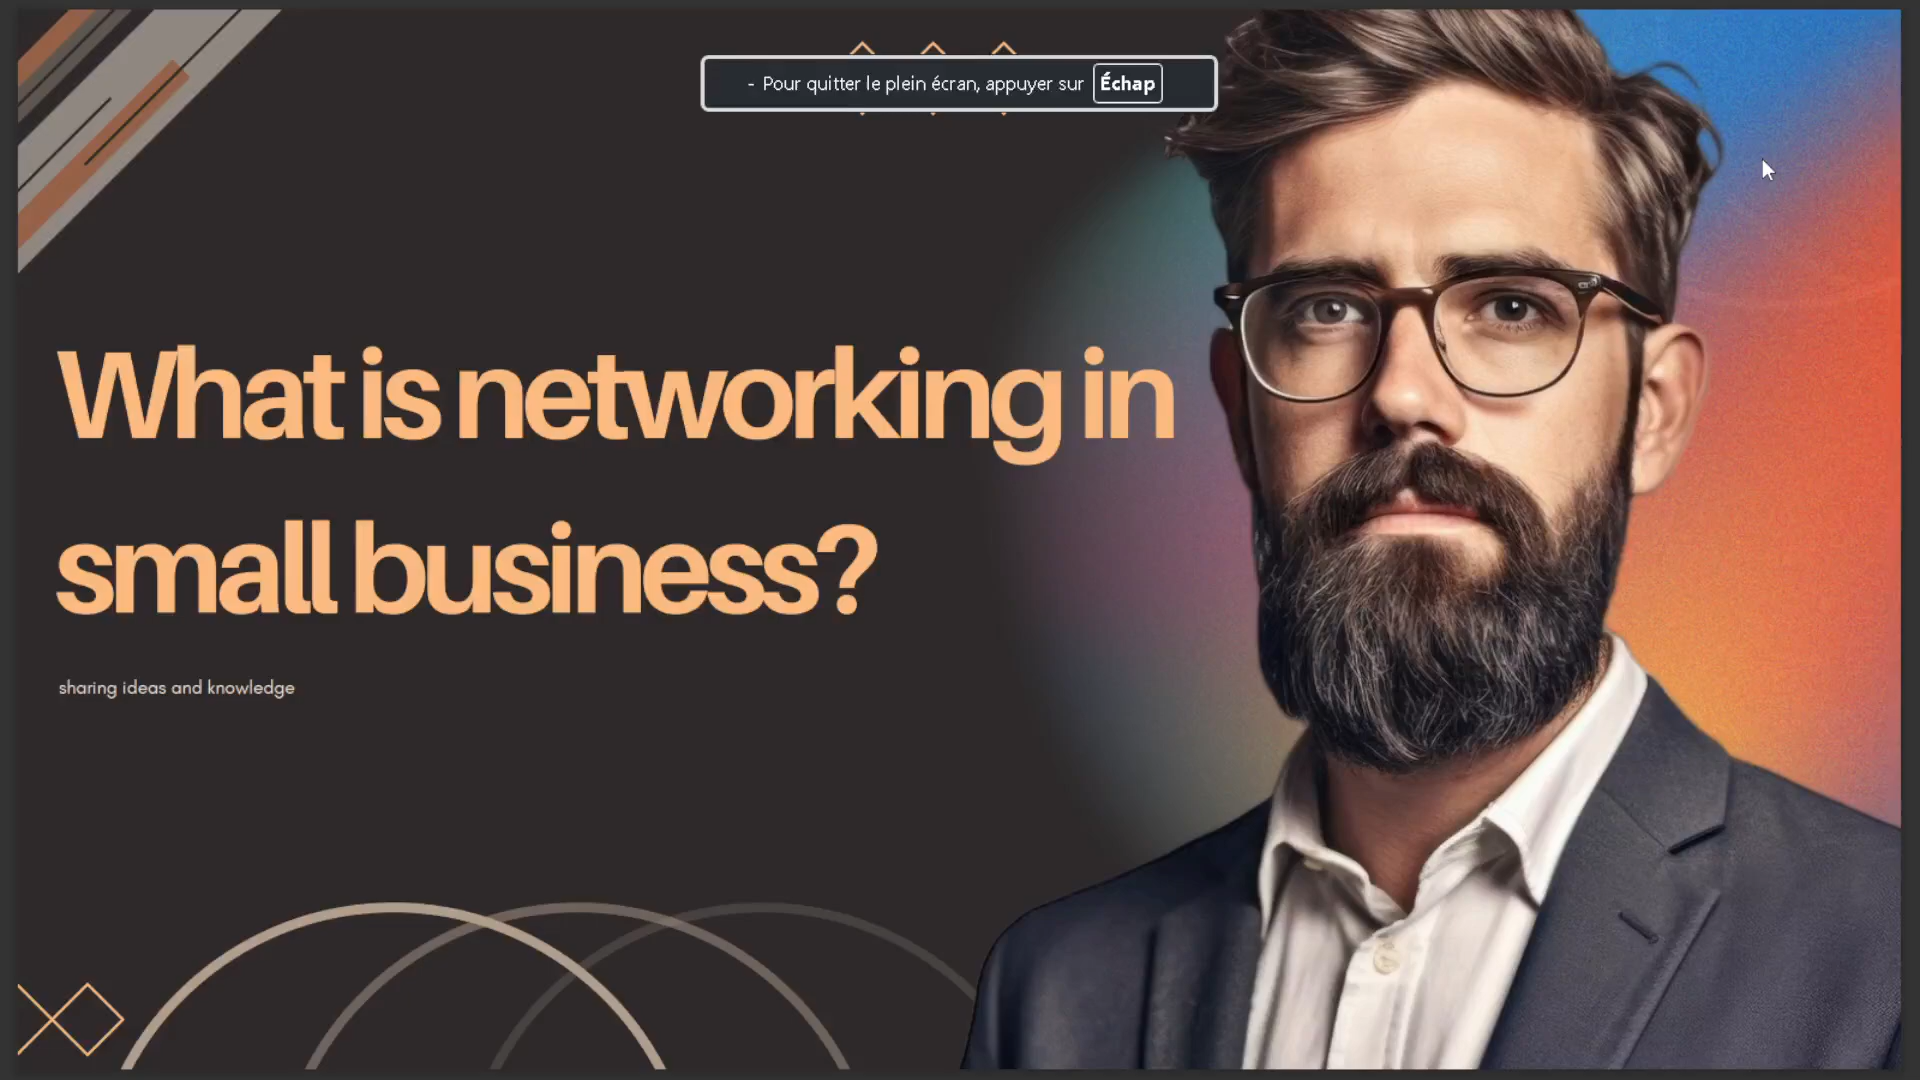 - Pour quitter le plein écran, appuyer sur Échap
What is networking in
small business?
sharing ideas and knowledge